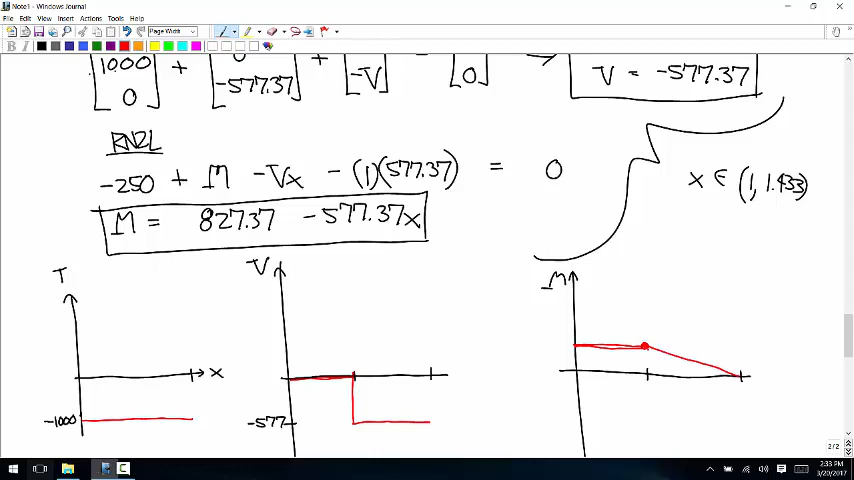 Note1 - Windows Journal
File Edit View Insert Actions Tools Help
Page Width
B I
[1000 0] + [0 -577.37] + [-V] = [0] → V = -577.37
RN2L
-250 + M -Vx - (1)(577.37) = 0
x ∈ (1, 1.433)
M = 827.37 -577.37x
T V M
x
-1000 -577
2/2
2:33 PM
3/20/2017